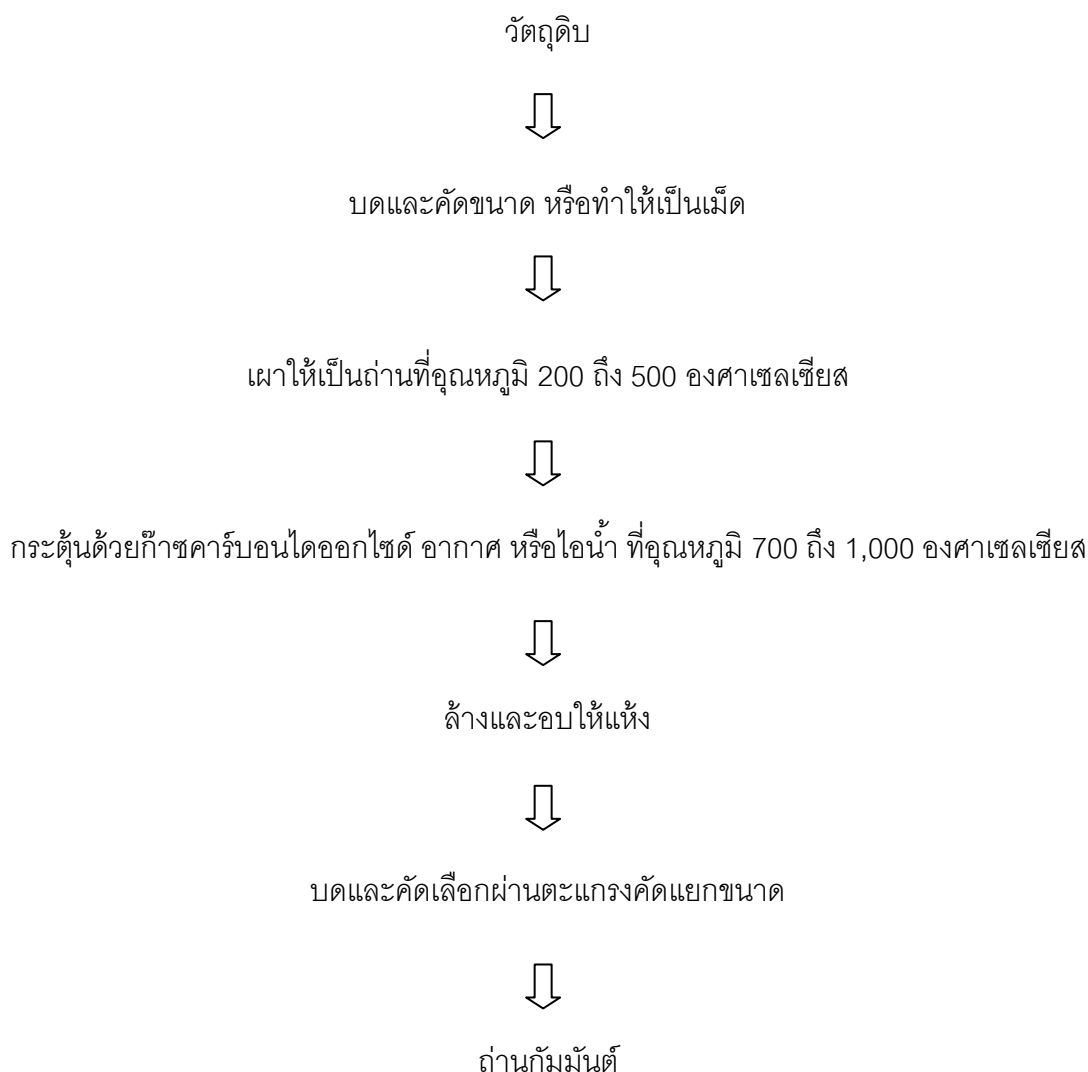 วัตถุดิบ
บดและคัดขนาด หรือทำให้เป็นเม็ด
เผาให้เป็นถ่านที่อุณหภูมิ 200 ถึง 500 องศาเซลเซียส
กระตุ้นด้วยก๊าซคาร์บอนไดออกไซด์ อากาศ หรือไอน้ำ ที่อุณหภูมิ 700 ถึง 1,000 องศาเซลเซียส
ล้างและอบให้แห้ง
บดและคัดเลือกผ่านตะแกรงคัดแยกขนาด
ถ่านกัมมันต์